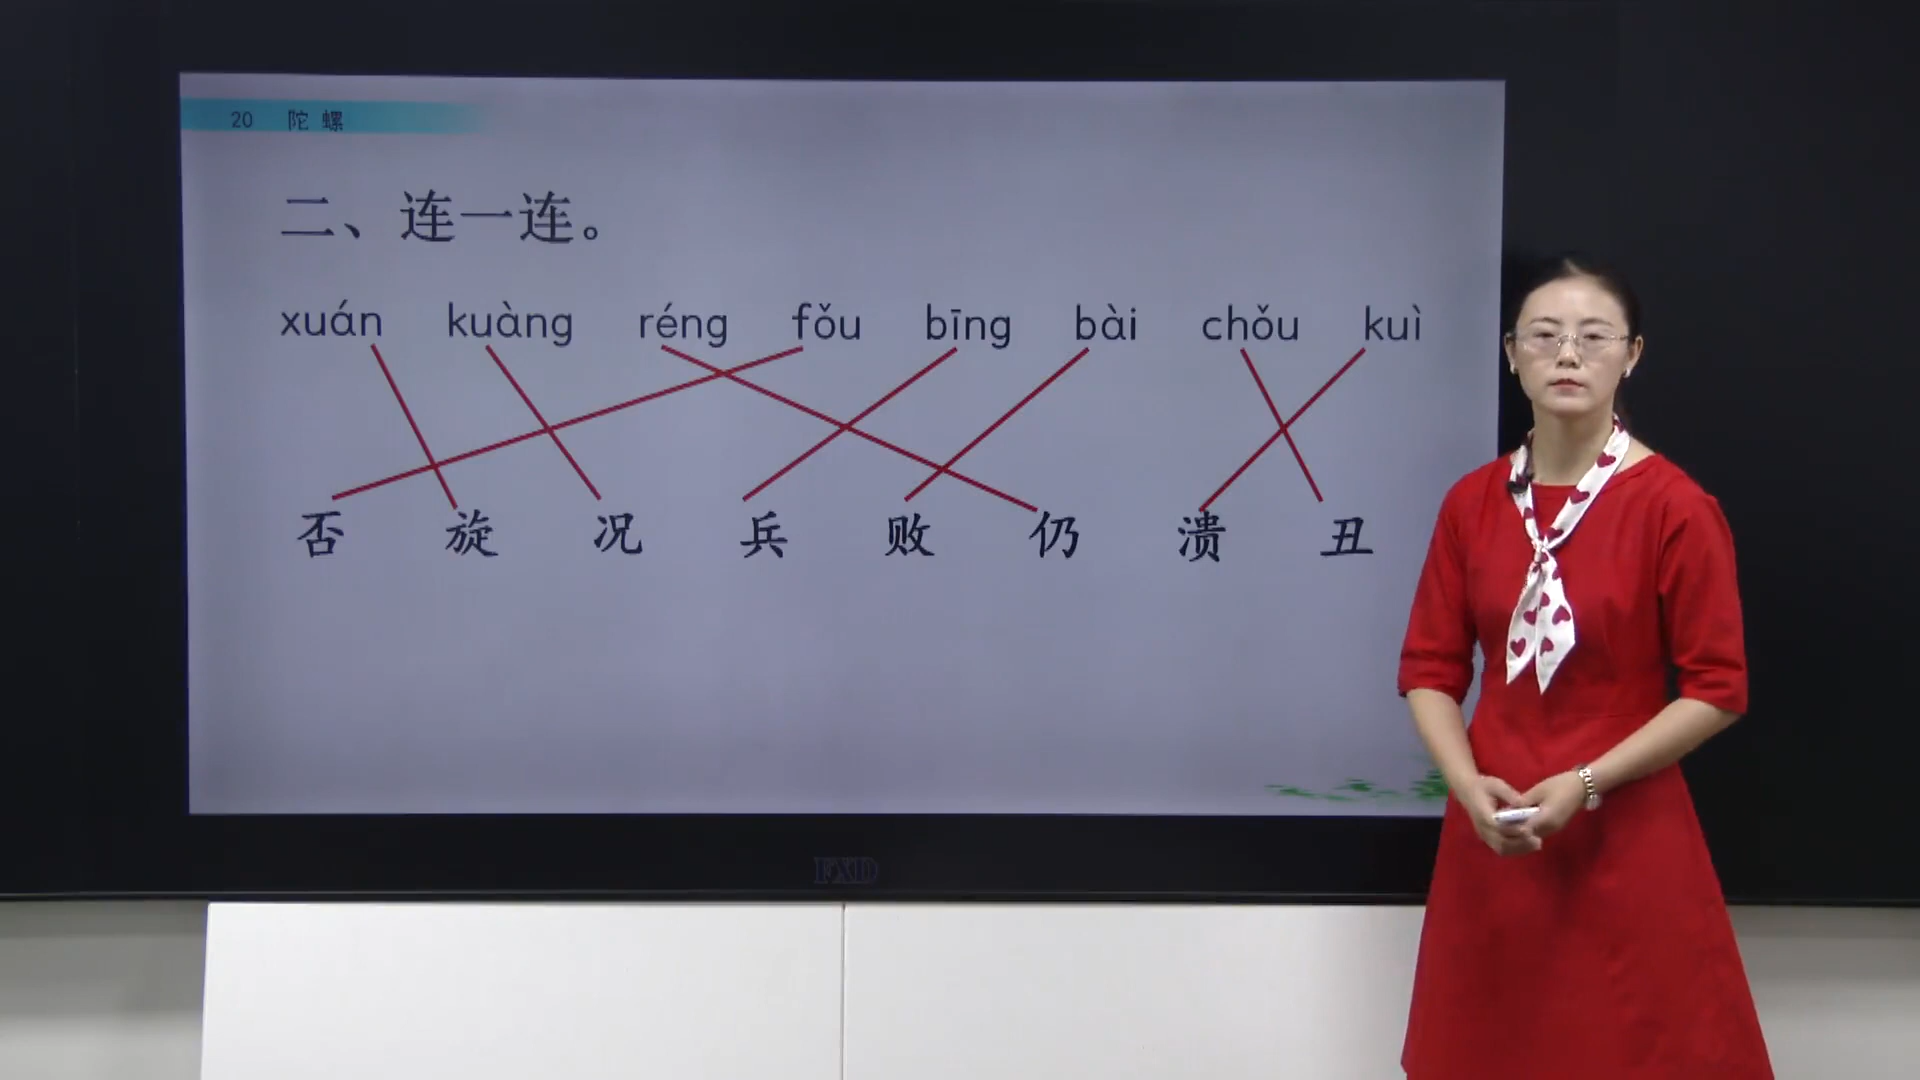 20 陀螺
二、连一连。
xuán kuàng réng fǒu bīng bài chǒu kuì
否 旋 况 兵 败 仍 溃 丑
FXD